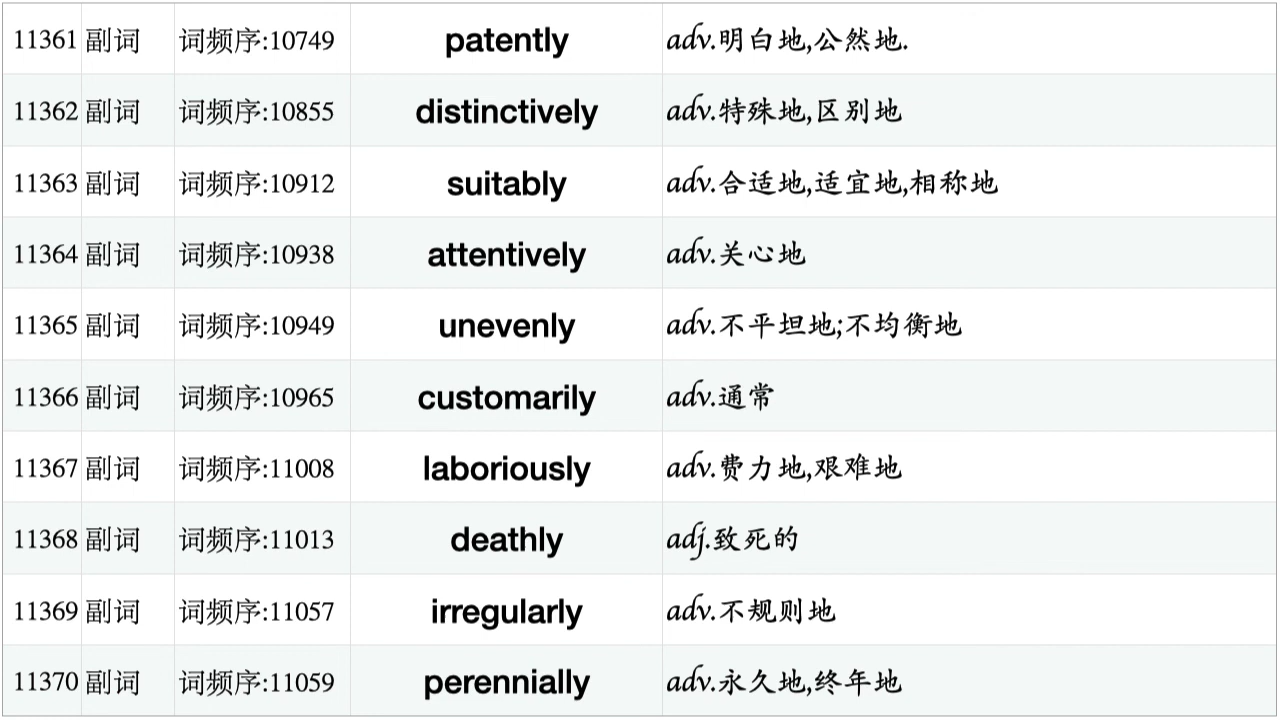 11361 副词 词频序:10749 patently adv.明白地,公然地.
11362 副词 词频序:10855 distinctively adv.特殊地,区别地
11363 副词 词频序:10912 suitably adv.合适地,适宜地,相称地
11364 副词 词频序:10938 attentively adv.关心地
11365 副词 词频序:10949 unevenly adv.不平坦地;不均衡地
11366 副词 词频序:10965 customarily adv.通常
11367 副词 词频序:11008 laboriously adv.费力地,艰难地
11368 副词 词频序:11013 deathly adj.致死的
11369 副词 词频序:11057 irregularly adv.不规则地
11370 副词 词频序:11059 perennially adv.永久地,终年地